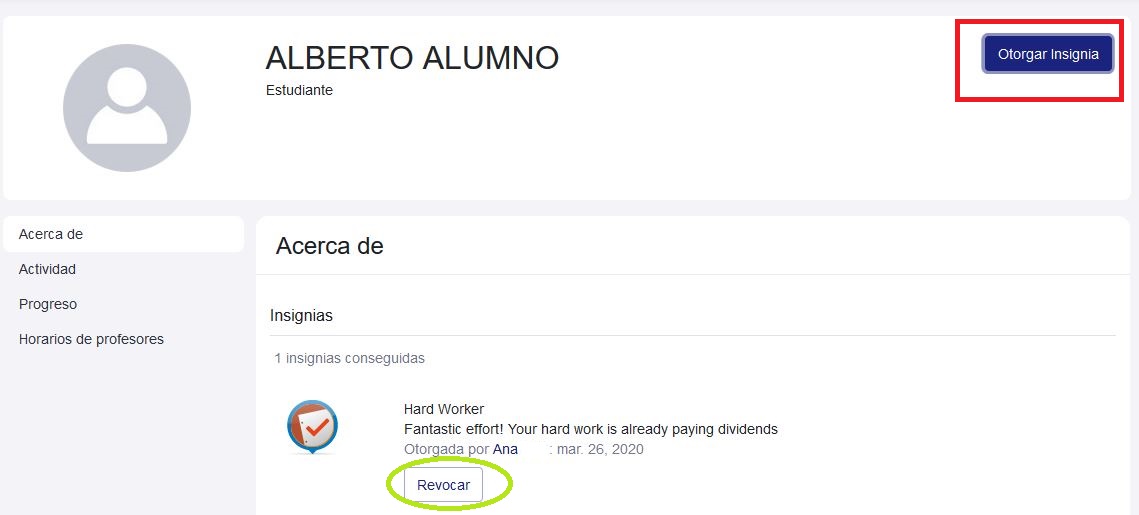 ALBERTO ALUMNO
Estudiante
Otorgar Insignia
Acerca de
Actividad
Progreso
Horarios de profesores
Acerca de
Insignias
1 insignias conseguidas
Hard Worker
Fantastic effort! Your hard work is already paying dividends
Otorgada por Ana : mar. 26, 2020
Revocar